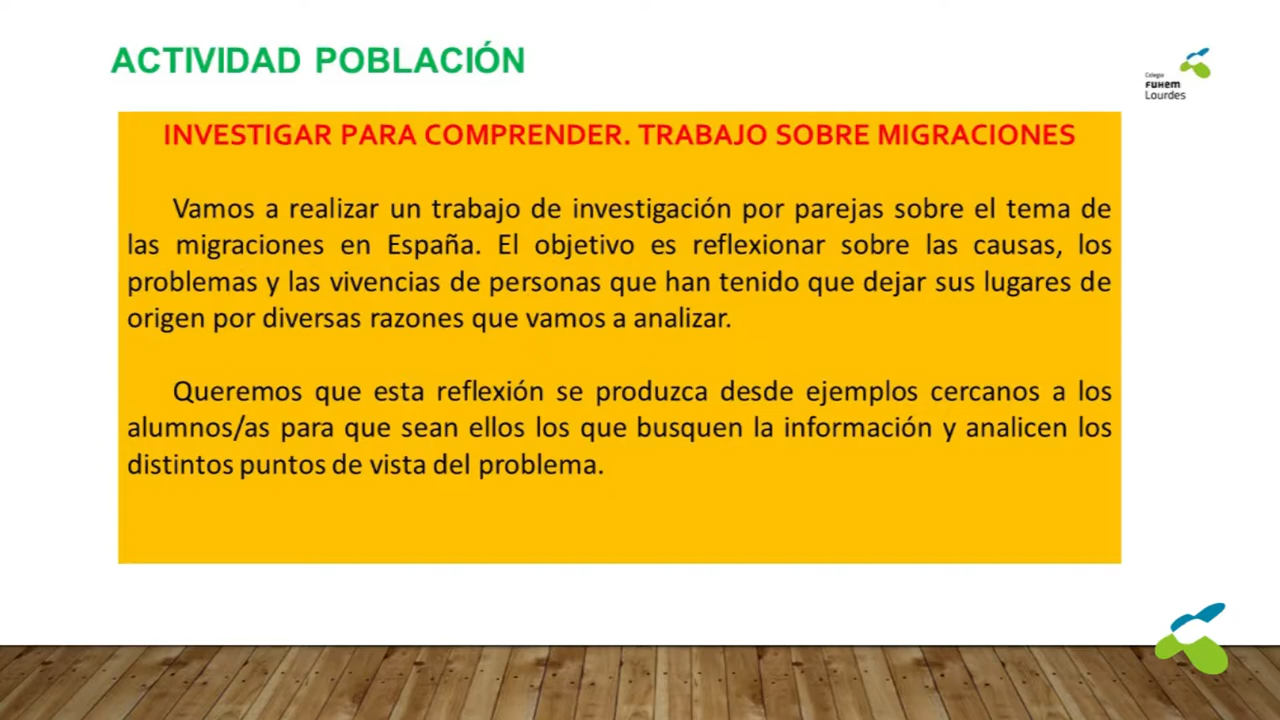 ACTIVIDAD POBLACIÓN
Colegio
FUHEM
Lourdes
INVESTIGAR PARA COMPRENDER. TRABAJO SOBRE MIGRACIONES
Vamos a realizar un trabajo de investigación por parejas sobre el tema de
las migraciones en España. El objetivo es reflexionar sobre las causas, los
problemas y las vivencias de personas que han tenido que dejar sus lugares de
origen por diversas razones que vamos a analizar.
Queremos que esta reflexión se produzca desde ejemplos cercanos a los
alumnos/as para que sean ellos los que busquen la información y analicen los
distintos puntos de vista del problema.